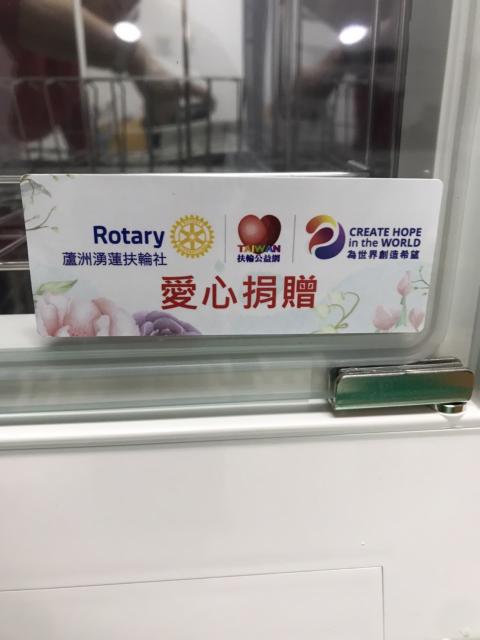 Rotary
蘆洲湧蓮扶輪社
TAIWAN
扶輪公益網
CREATE HOPE
in the WORLD
為世界創造希望
愛心捐贈